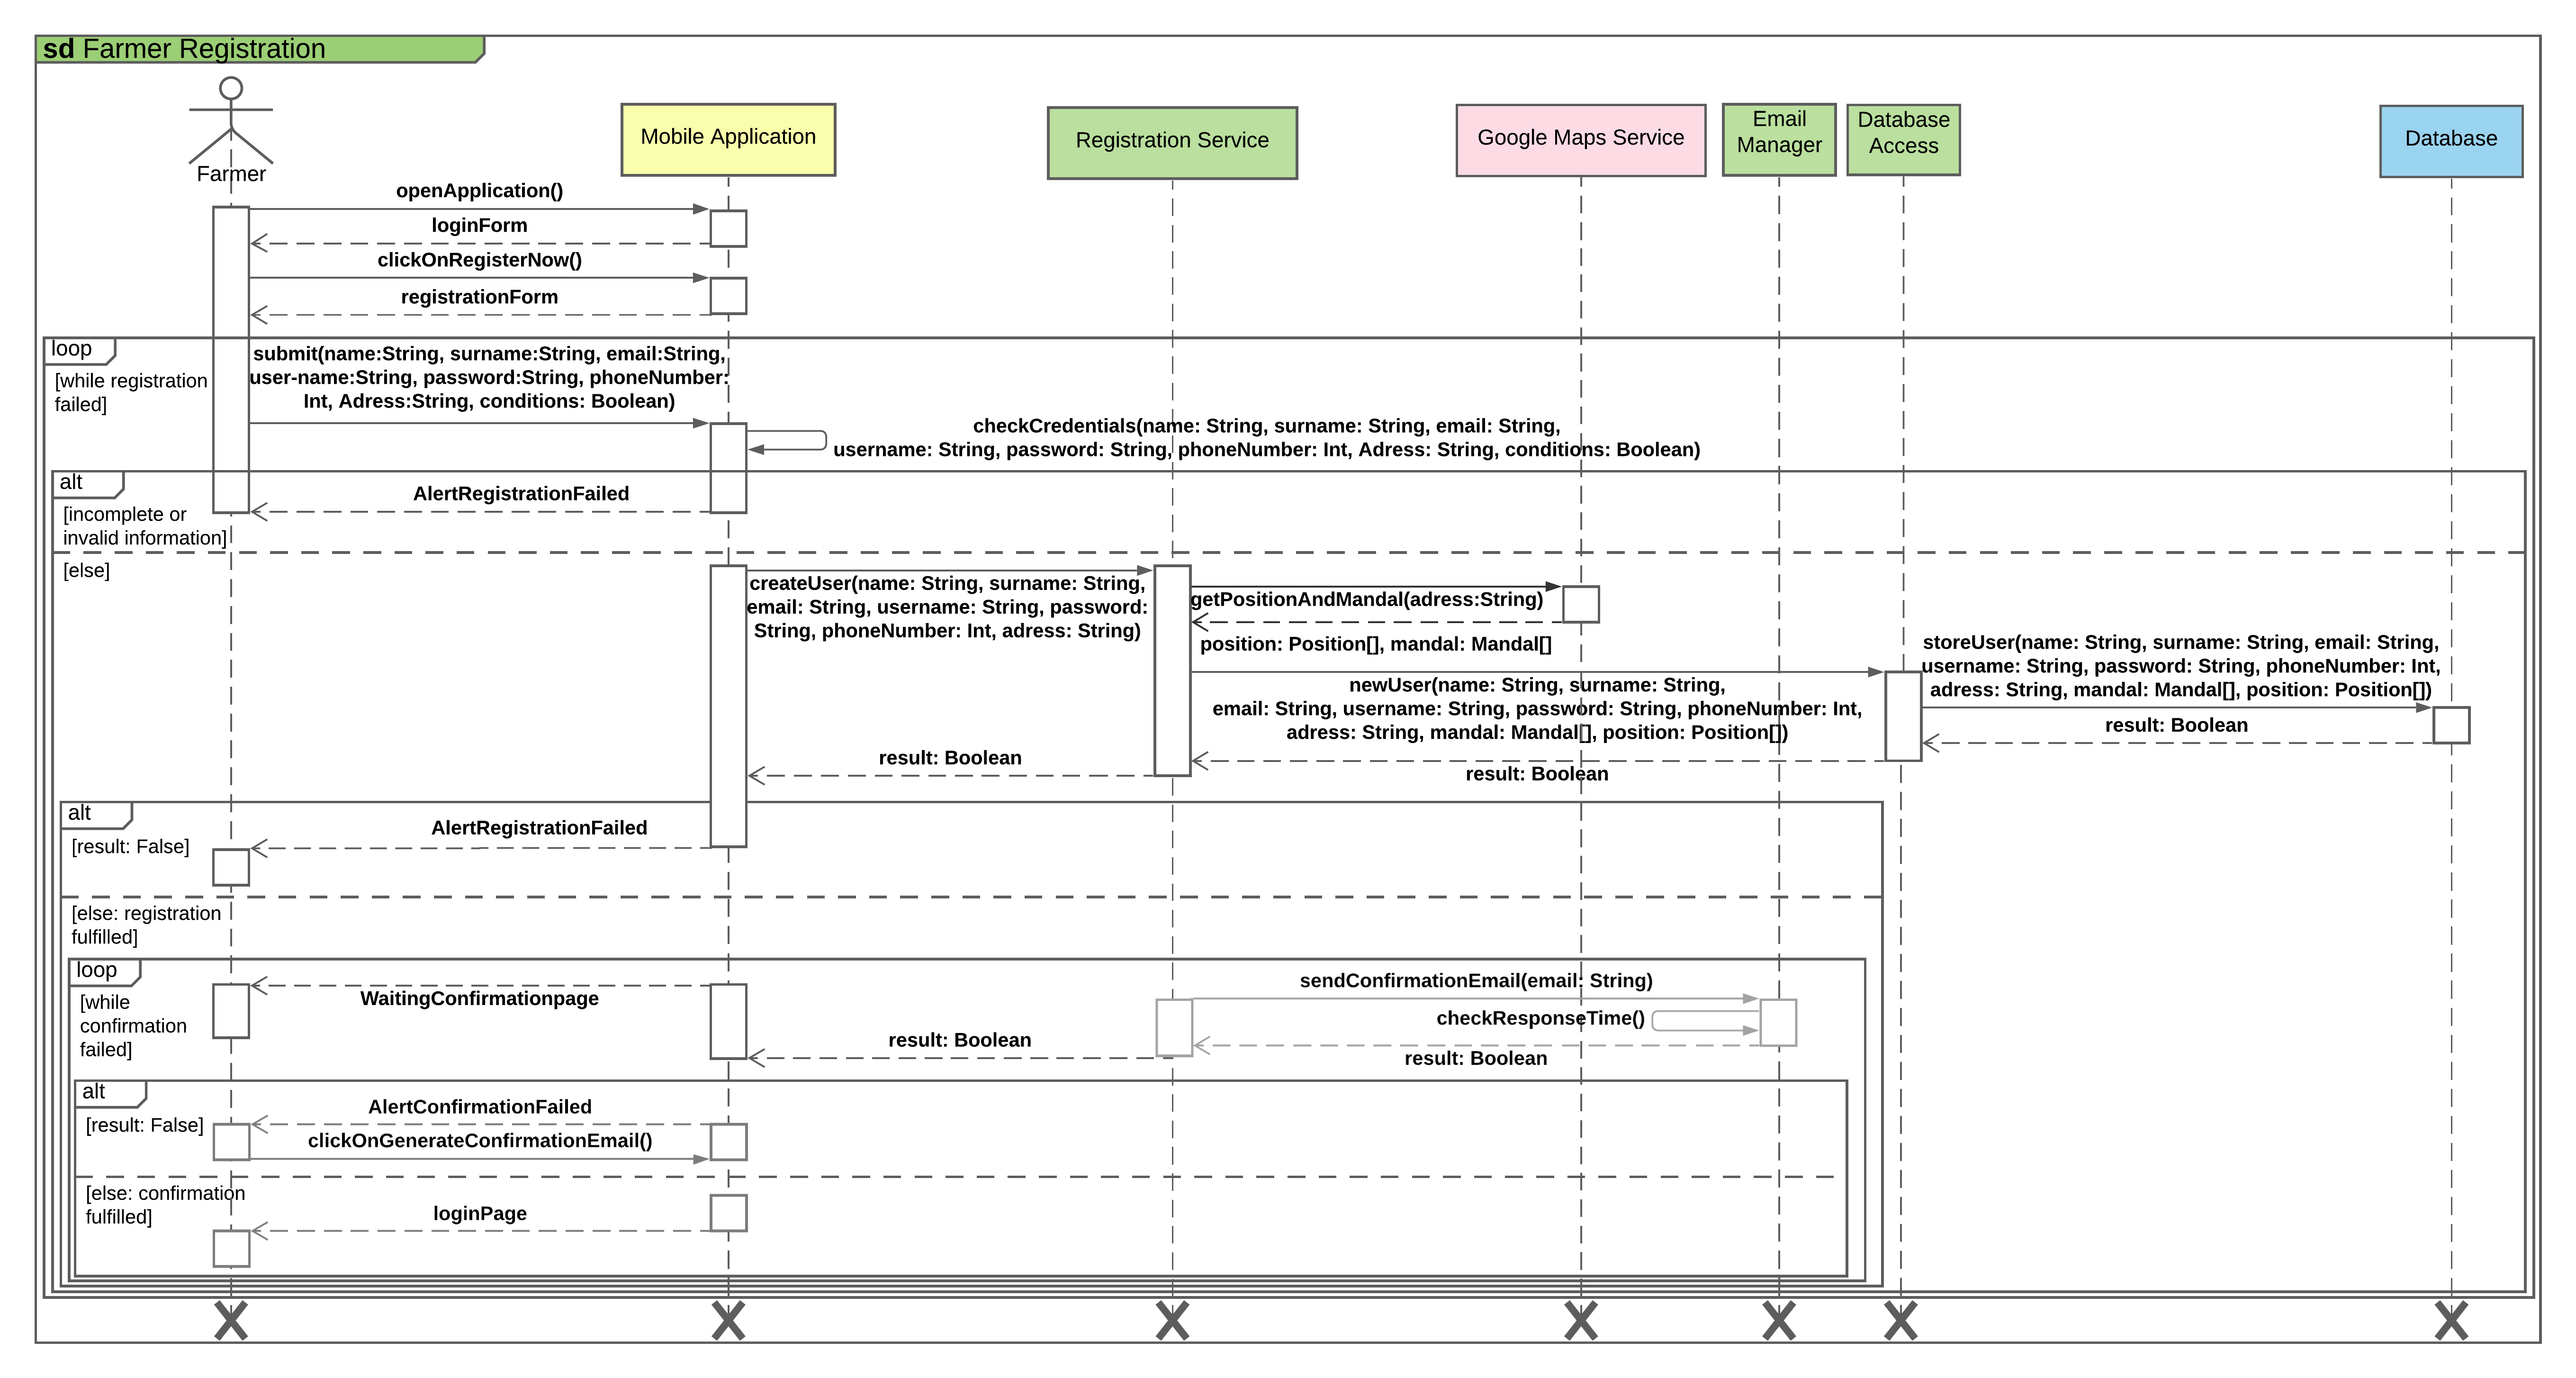 sd Farmer Registration
Farmer
Mobile Application
Registration Service
Google Maps Service
Email
Manager
Database
Access
Database
openApplication()
loginForm
clickOnRegisterNow()
registrationForm
loop
[while registration
failed]
submit(name:String, surname:String, email:String,
user-name:String, password:String, phoneNumber:
Int, Adress:String, conditions: Boolean)
checkCredentials(name: String, surname: String, email: String,
username: String, password: String, phoneNumber: Int, Adress: String, conditions: Boolean)
alt
[incomplete or
invalid information]
AlertRegistrationFailed
[else]
createUser(name: String, surname: String,
email: String, username: String, password:
String, phoneNumber: Int, adress: String)
getPositionAndMandal(adress:String)
position: Position[], mandal: Mandal[]
newUser(name: String, surname: String,
email: String, username: String, password: String, phoneNumber: Int,
adress: String, mandal: Mandal[], position: Position[])
storeUser(name: String, surname: String, email: String,
username: String, password: String, phoneNumber: Int,
adress: String, mandal: Mandal[], position: Position[])
result: Boolean
result: Boolean
result: Boolean
alt
[result: False]
AlertRegistrationFailed
[else: registration
fulfilled]
loop
[while
confirmation
failed]
WaitingConfirmationpage
sendConfirmationEmail(email: String)
checkResponseTime()
result: Boolean
result: Boolean
alt
[result: False]
AlertConfirmationFailed
clickOnGenerateConfirmationEmail()
[else: confirmation
fulfilled]
loginPage